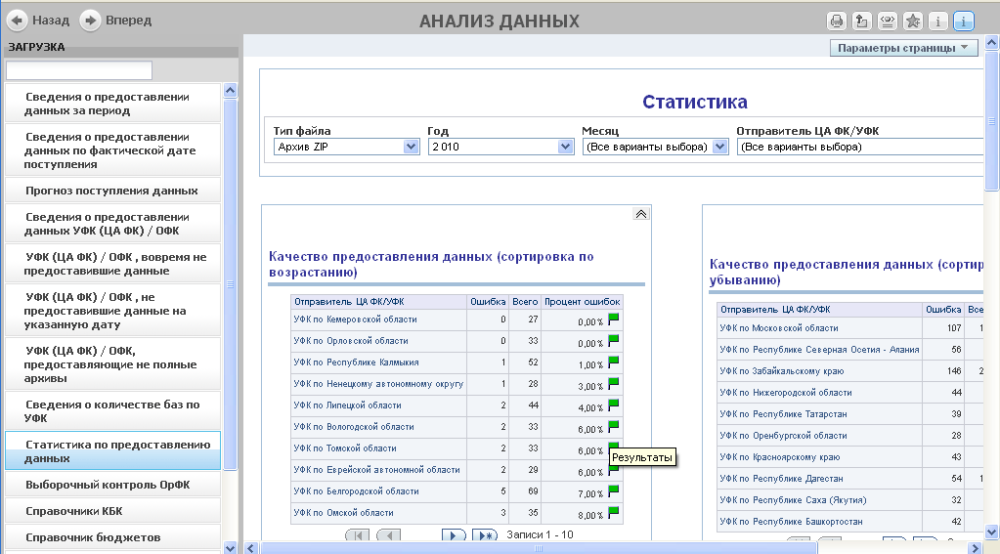 Назад Вперед АНАЛИЗ ДАННЫХ
ЗАГРУЗКА
Параметры страницы
Сведения о предоставлении
данных за период
Сведения о предоставлении
данных по фактической дате
поступления
Прогноз поступления данных
Сведения о предоставлении
данных УФК (ЦА ФК) / ОФК
УФК (ЦА ФК) / ОФК , вовремя не
предоставившие данные
УФК (ЦА ФК) / ОФК , не
предоставившие данные на
указанную дату
УФК (ЦА ФК) / ОФК,
предоставляющие не полные
архивы
Сведения о количестве баз по
УФК
Статистика по предоставлению
данных
Выборочный контроль ОрФК
Справочники КБК
Справочник бюджетов
Статистика
Тип файла Год Месяц Отправитель ЦА ФК/УФК
Архив ZIP 2 010 (Все варианты выбора) (Все варианты выбора)
Качество предоставления данных (сортировка по
возрастанию)
Отправитель ЦА ФК/УФК Ошибка Всего Процент ошибок
УФК по Кемеровской области 0 27 0,00%
УФК по Орловской области 0 33 0,00%
УФК по Республике Калмыкия 1 52 1,00%
УФК по Ненецкому автономному округу 1 28 3,00%
УФК по Липецкой области 2 44 4,00%
УФК по Вологодской области 2 33 6,00%
УФК по Томской области 2 33 6,00%
УФК по Еврейской автономной области 2 29 6,00%
УФК по Белгородской области 5 69 7,00%
УФК по Омской области 3 35 8,00%
Результаты
Записи 1 - 10
Качество предоставления данных (сортир
убыванию)
Отправитель ЦА ФК/УФК Ошибка Все
УФК по Московской области 107 1
УФК по Республике Северная Осетия - Алания 56
УФК по Забайкальскому краю 146 2
УФК по Нижегородской области 44
УФК по Республике Татарстан 39
УФК по Оренбургской области 28
УФК по Красноярскому краю 43
УФК по Республике Дагестан 54 1
УФК по Республике Саха (Якутия) 32
УФК по Республике Башкортостан 42